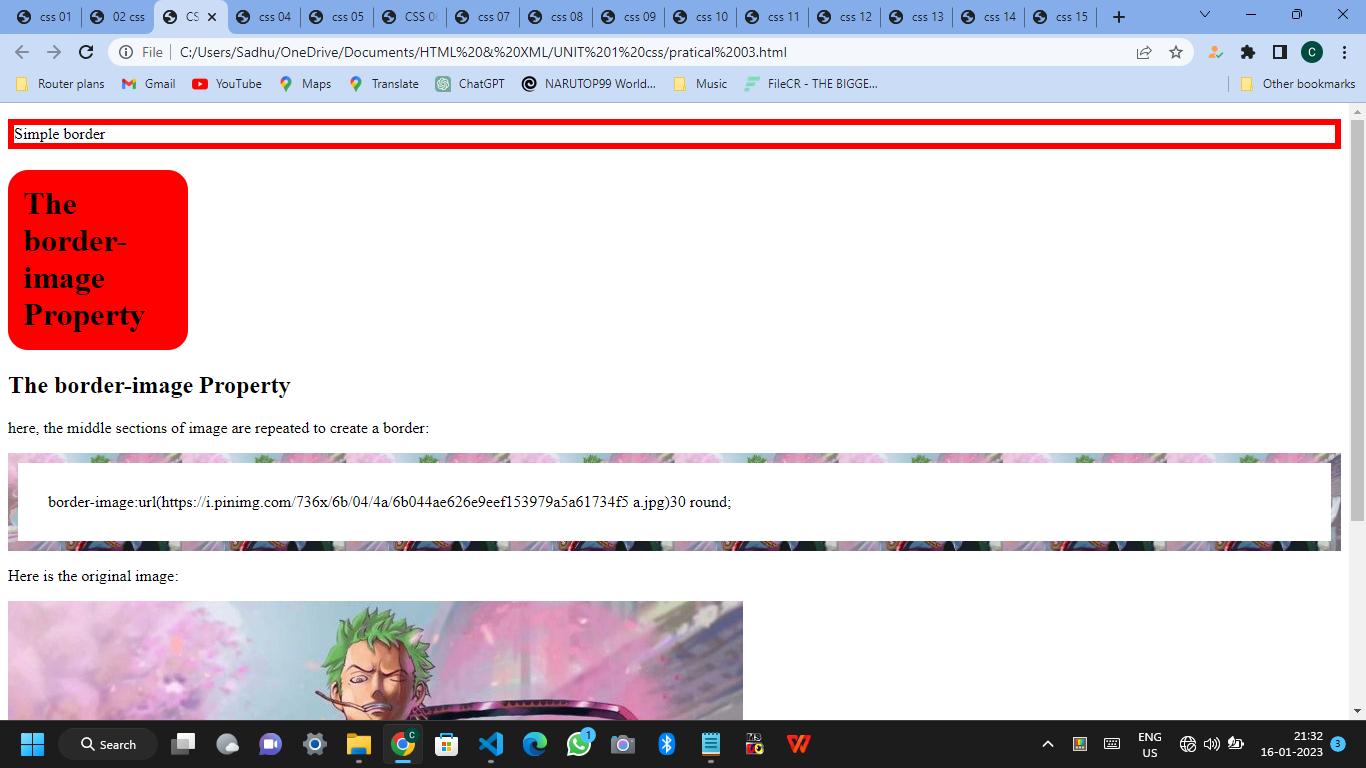 css 01
02 css
CS
css 04
css 05
CSS 06
css 07
css 08
css 09
css 10
css 11
css 12
css 13
css 14
css 15
File
C:/Users/Sadhu/OneDrive/Documents/HTML%20&%20XML/UNIT%201%20css/pratical%2003.html
C
Router plans
Gmail
YouTube
Maps
Translate
ChatGPT
NARUTOP99 World...
Music
FileCR - THE BIGGE...
Other bookmarks
Simple border
The
border-
image
Property
The border-image Property
here, the middle sections of image are repeated to create a border:
border-image:url(https://i.pinimg.com/736x/6b/04/4a/6b044ae626e9eef153979a5a61734f5 a.jpg)30 round;
Here is the original image:
Search
C
1
MS
ENG
US
21:32
16-01-2023
3